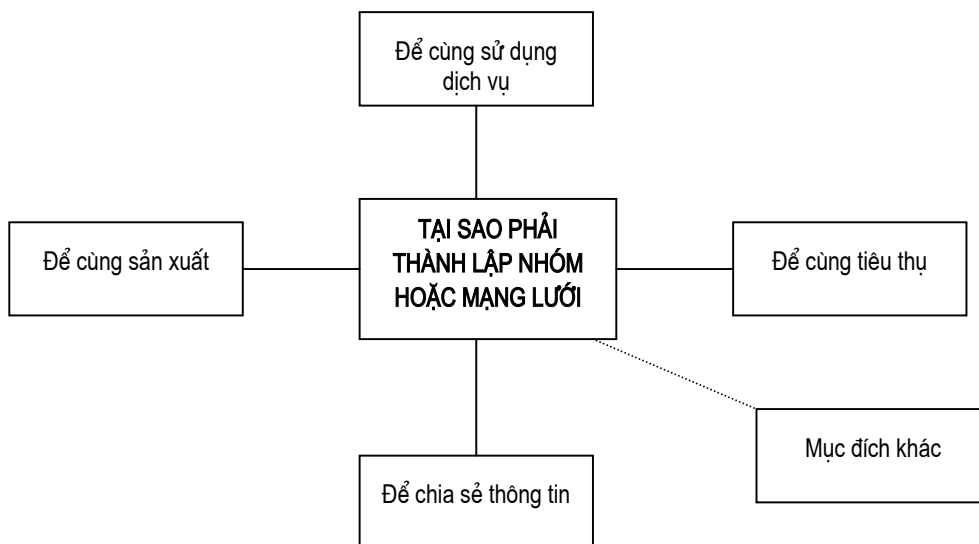 Để cùng sử dụng
dịch vụ
TẠI SAO PHẢI
THÀNH LẬP NHÓM
HOẶC MẠNG LƯỚI
Để cùng sản xuất
Để cùng tiêu thụ
Mục đích khác
Để chia sẻ thông tin